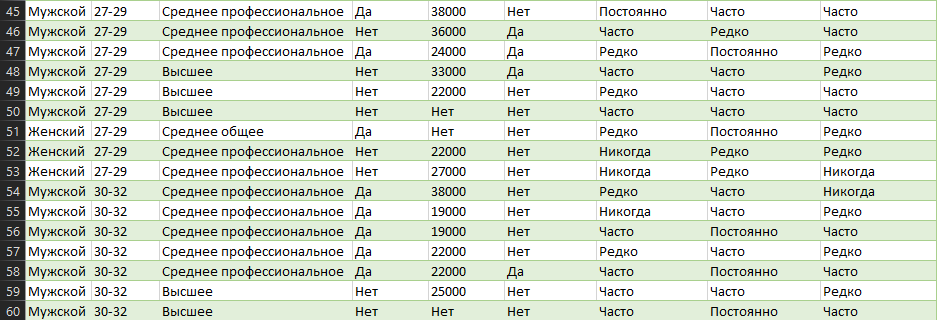 45 Мужской 27-29 Среднее профессиональное Да 38000 Нет Постоянно Часто Часто
46 Мужской 27-29 Среднее профессиональное Нет 36000 Да Часто Редко Часто
47 Мужской 27-29 Среднее профессиональное Да 24000 Да Редко Постоянно Редко
48 Мужской 27-29 Высшее Нет 33000 Да Часто Часто Редко
49 Мужской 27-29 Высшее Нет 22000 Нет Редко Часто Часто
50 Мужской 27-29 Высшее Нет Нет Нет Часто Часто Часто
51 Женский 27-29 Среднее общее Да Нет Нет Редко Постоянно Редко
52 Женский 27-29 Среднее профессиональное Нет 22000 Нет Никогда Редко Редко
53 Женский 27-29 Среднее профессиональное Нет 27000 Нет Никогда Редко Никогда
54 Мужской 30-32 Среднее профессиональное Да 38000 Нет Редко Часто Никогда
55 Мужской 30-32 Среднее профессиональное Да 19000 Нет Никогда Часто Редко
56 Мужской 30-32 Среднее профессиональное Да 19000 Нет Часто Постоянно Часто
57 Мужской 30-32 Среднее профессиональное Да 22000 Нет Редко Часто Редко
58 Мужской 30-32 Среднее профессиональное Да 22000 Да Часто Постоянно Часто
59 Мужской 30-32 Высшее Нет 25000 Нет Часто Часто Редко
60 Мужской 30-32 Высшее Нет Нет Нет Часто Постоянно Часто